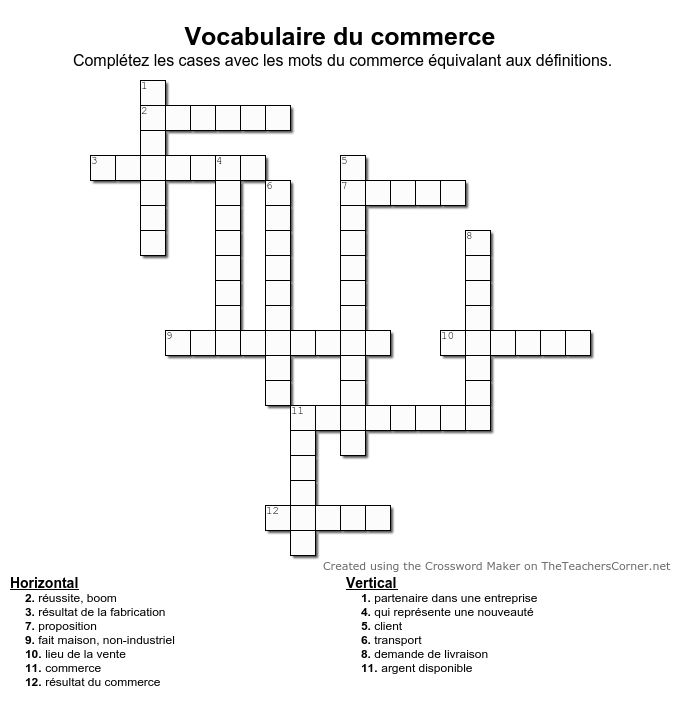 Vocabulaire du commerce
Complétez les cases avec les mots du commerce équivalant aux définitions.
1
2
3 4 5
6 7
8
9 10
11
12
Created using the Crossword Maker on TheTeachersCorner.net
Horizontal
2. réussite, boom
3. résultat de la fabrication
7. proposition
9. fait maison, non-industriel
10. lieu de la vente
11. commerce
12. résultat du commerce
Vertical
1. partenaire dans une entreprise
4. qui représente une nouveauté
5. client
6. transport
8. demande de livraison
11. argent disponible